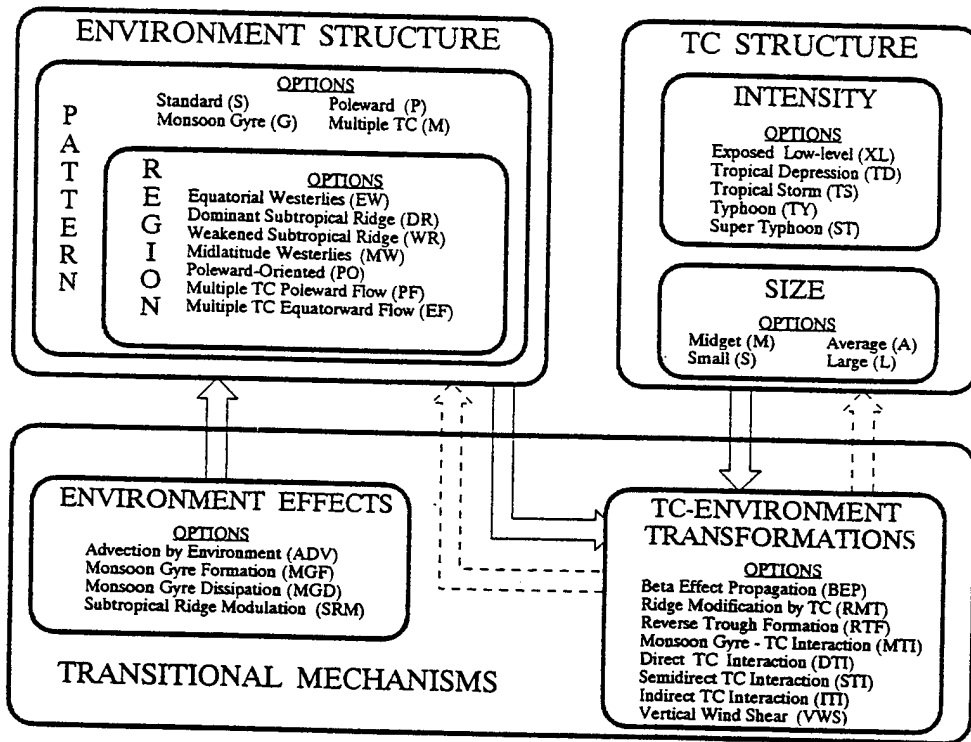 ENVIRONMENT STRUCTURE
PATTERN
OPTIONS
Standard (S) Poleward (P)
Monsoon Gyre (G) Multiple TC (M)
REGION
OPTIONS
Equatorial Westerlies (EW)
Dominant Subtropical Ridge (DR)
Weakened Subtropical Ridge (WR)
Midlatitude Westerlies (MW)
Poleward-Oriented (PO)
Multiple TC Poleward Flow (PF)
Multiple TC Equatorward Flow (EF)
TC STRUCTURE
INTENSITY
OPTIONS
Exposed Low-level (XL)
Tropical Depression (TD)
Tropical Storm (TS)
Typhoon (TY)
Super Typhoon (ST)
SIZE
OPTIONS
Midget (M) Average (A)
Small (S) Large (L)
ENVIRONMENT EFFECTS
OPTIONS
Advection by Environment (ADV)
Monsoon Gyre Formation (MGF)
Monsoon Gyre Dissipation (MGD)
Subtropical Ridge Modulation (SRM)
TC-ENVIRONMENT
TRANSFORMATIONS
OPTIONS
Beta Effect Propagation (BEP)
Ridge Modification by TC (RMT)
Reverse Trough Formation (RTF)
Monsoon Gyre - TC Interaction (MTI)
Direct TC Interaction (DTI)
Semidirect TC Interaction (STI)
Indirect TC Interaction (ITI)
Vertical Wind Shear (VWS)
TRANSITIONAL MECHANISMS